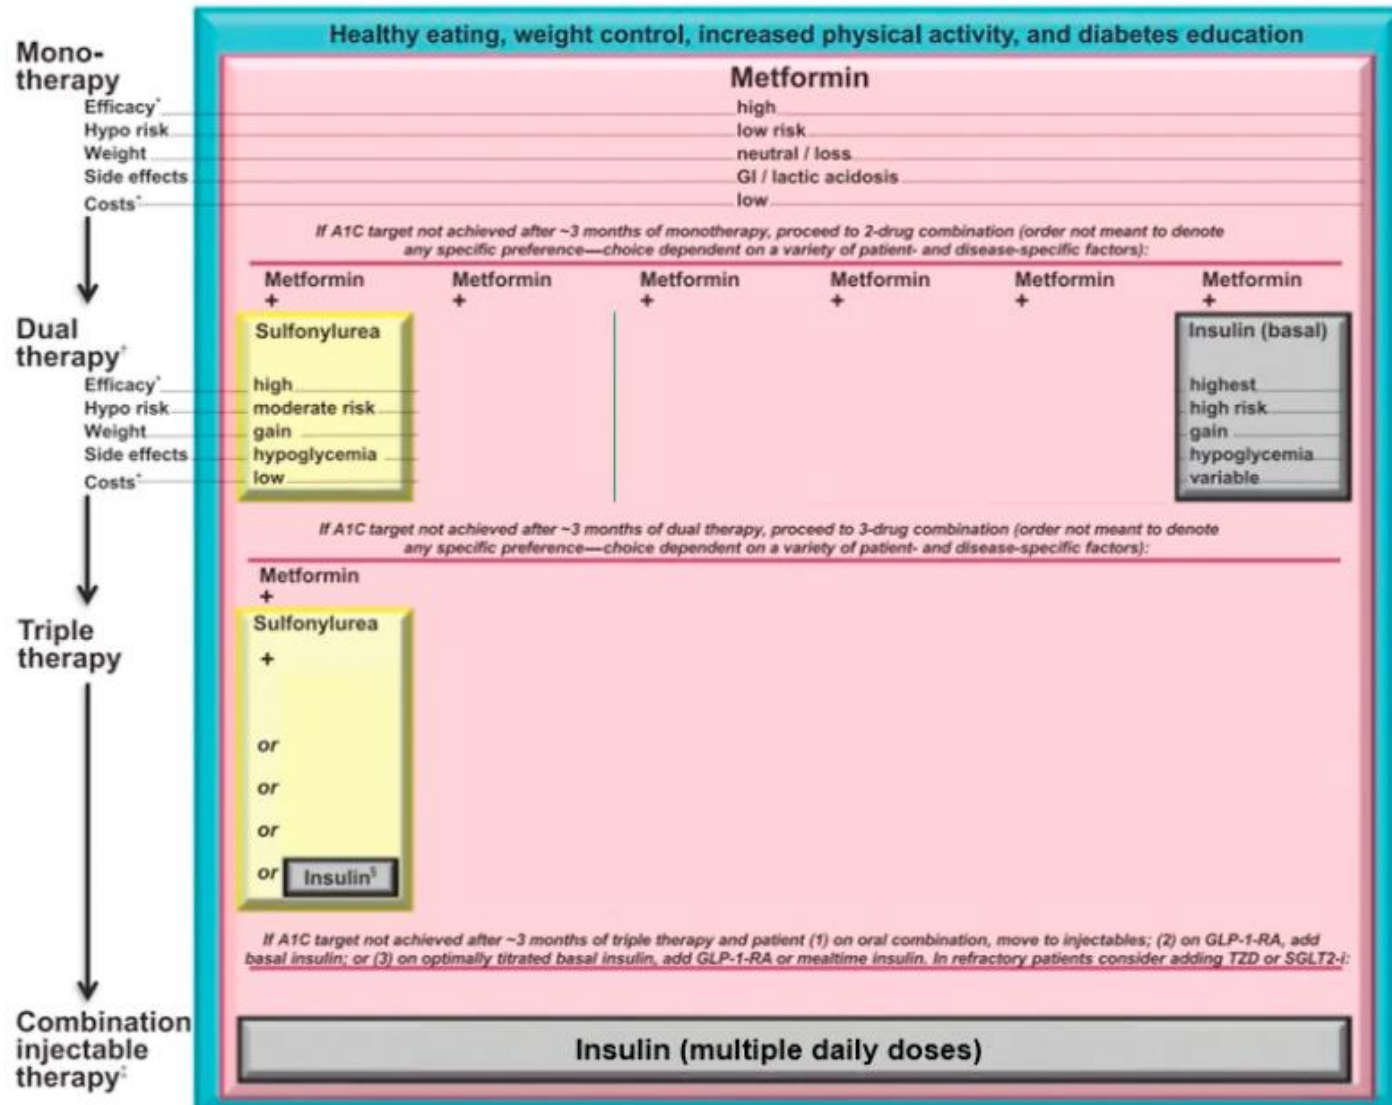 Healthy eating, weight control, increased physical activity, and diabetes education
Mono-
therapy
Metformin
Efficacy* high
Hypo risk low risk
Weight neutral / loss
Side effects GI / lactic acidosis
Costs* low
If A1C target not achieved after ~3 months of monotherapy, proceed to 2-drug combination (order not meant to denote
any specific preference—choice dependent on a variety of patient- and disease-specific factors):
Metformin Metformin Metformin Metformin Metformin Metformin
+ + + + + +
Dual
therapy†
Sulfonylurea Insulin (basal)
Efficacy* high highest
Hypo risk moderate risk high risk
Weight gain gain
Side effects hypoglycemia hypoglycemia
Costs* low variable
If A1C target not achieved after ~3 months of dual therapy, proceed to 3-drug combination (order not meant to denote
any specific preference—choice dependent on a variety of patient- and disease-specific factors):
Metformin
+
Triple
therapy
Sulfonylurea
+
or
or
or
or Insulin§
If A1C target not achieved after ~3 months of triple therapy and patient (1) on oral combination, move to injectables; (2) on GLP-1-RA, add
basal insulin; or (3) on optimally titrated basal insulin, add GLP-1-RA or mealtime insulin. In refractory patients consider adding TZD or SGLT2-i:
Combination
injectable
therapy‡
Insulin (multiple daily doses)